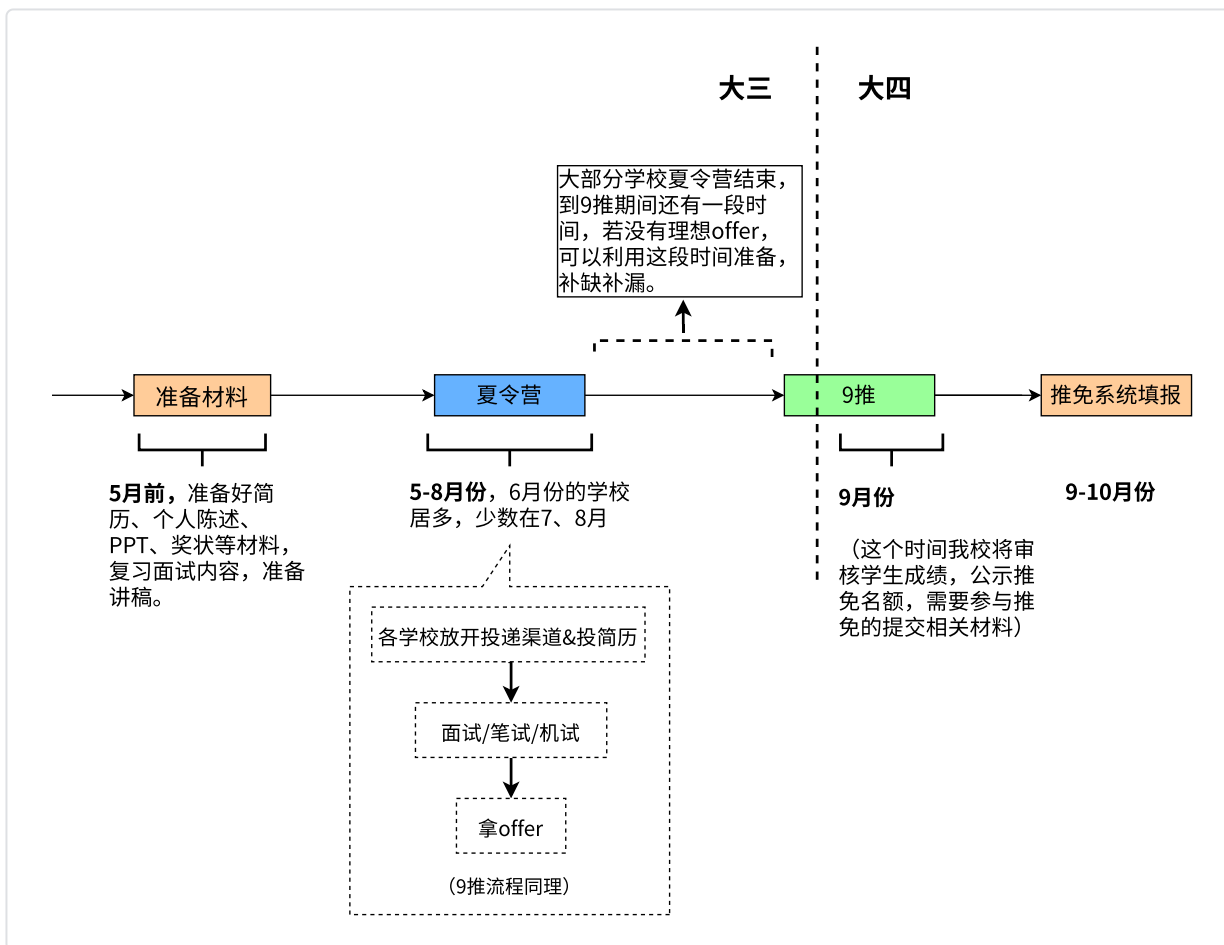 大三
大四
大部分学校夏令营结束，
到9推期间还有一段时
间，若没有理想offer，
可以利用这段时间准备，
补缺补漏。
准备材料
夏令营
9推
推免系统填报
5月前，准备好简
历、个人陈述、
PPT、奖状等材料，
复习面试内容，准备
讲稿。
5-8月份，6月份的学校
居多，少数在7、8月
9月份
（这个时间我校将审
核学生成绩，公示推
免名额，需要参与推
免的提交相关材料）
9-10月份
各学校放开投递渠道&投简历
面试/笔试/机试
拿offer
（9推流程同理）